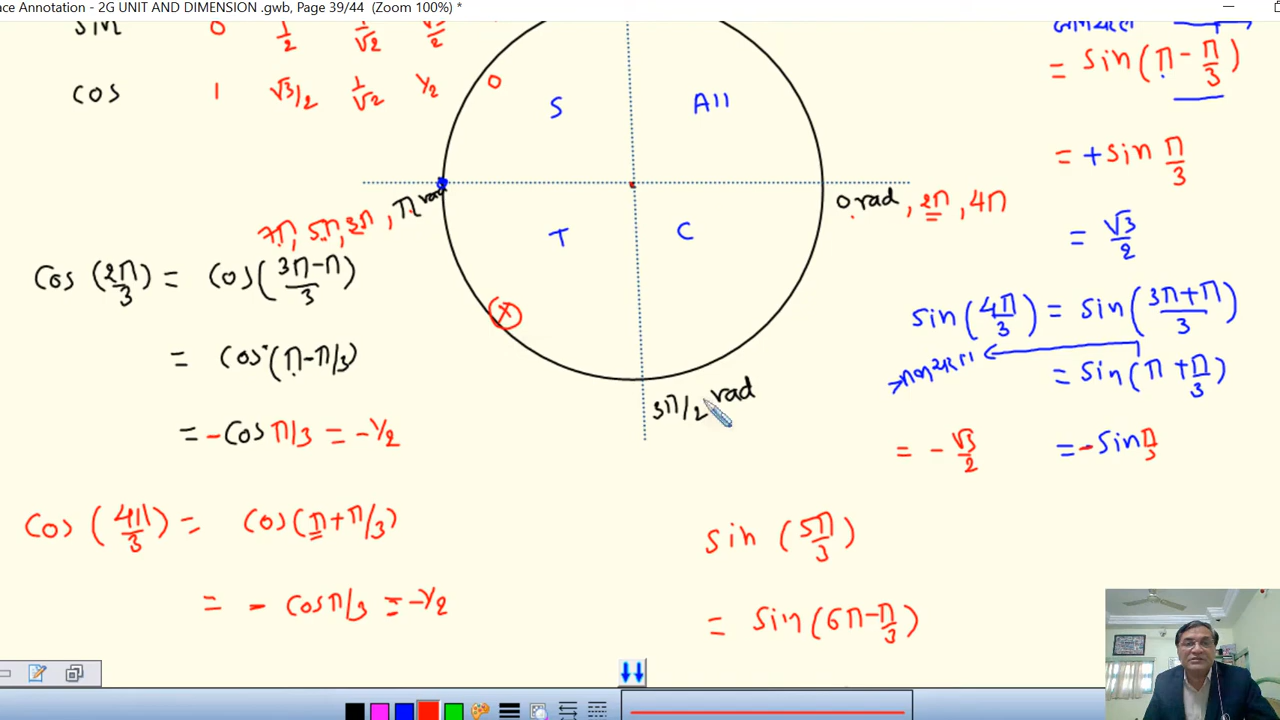 ace Annotation - 2G UNIT AND DIMENSION .gwb, Page 39/44 (Zoom 100%) *
sin 0 1/2 1/√2 √3/2
cos 1 √3/2 1/√2 1/2 0
S All
T C
π rad
7π, 5π, 3π,
0 rad, 2π, 4π
3π/2 rad
cos (2π/3) = cos(3π-π/3)
= cos (π-π/3)
= -cos π/3 = -1/2
cos (4π/3) = cos(π+π/3)
= - cos π/3 = -1/2
= sin(π - π/3)
= +sin π/3
= √3/2
sin(4π/3) = sin(3π+π/3)
= sin(π+π/3)
= -sin π/3
= -√3/2
sin (5π/3)
= sin(6π-π/3)